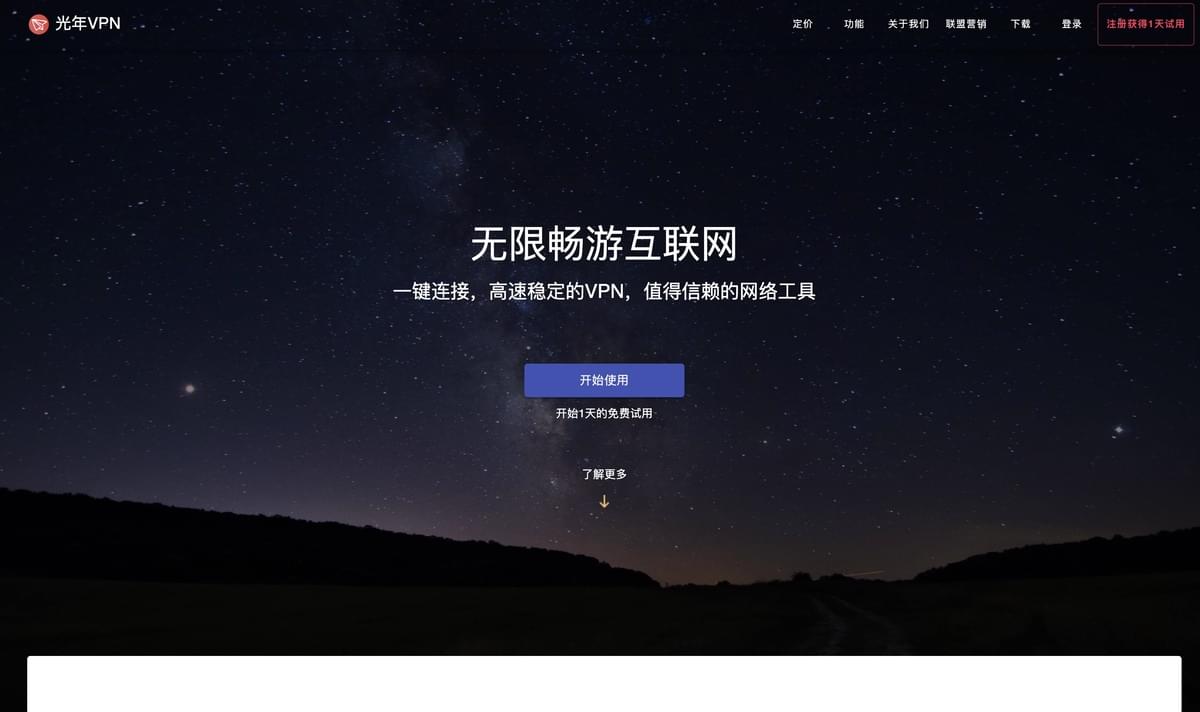 光年VPN
定价
功能
关于我们
联盟营销
下载
登录
注册获得1天试用
无限畅游互联网
一键连接，高速稳定的VPN，值得信赖的网络工具
开始使用
开始1天的免费试用
了解更多